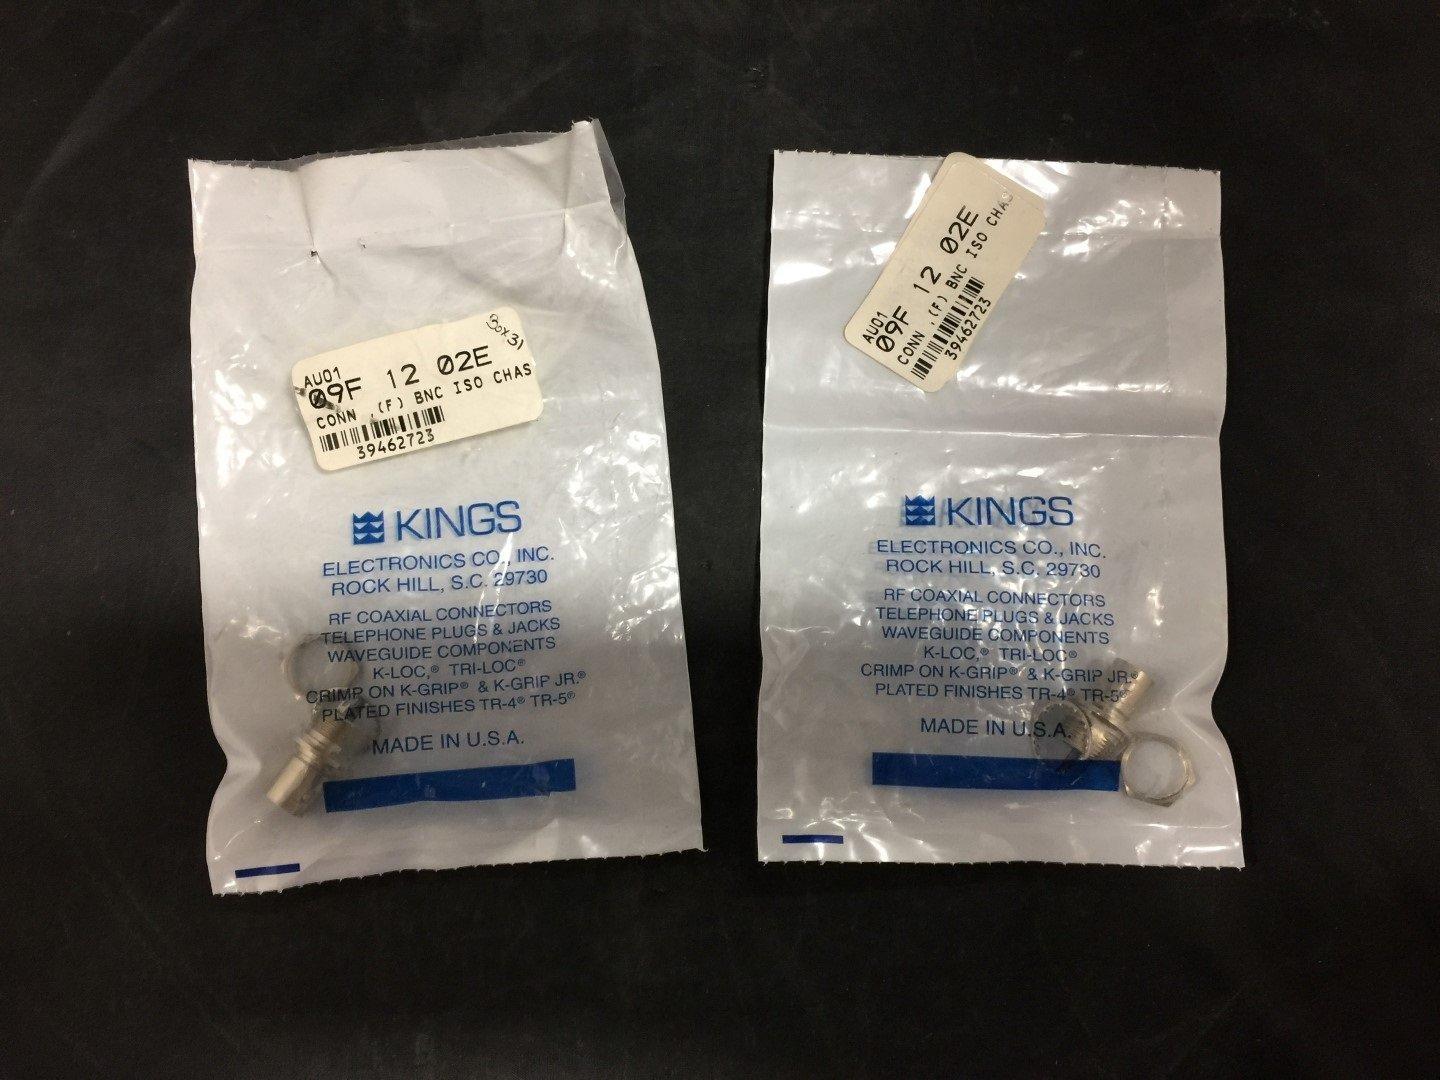 AU01
09F 12 02E
CONN ,(F) BNC ISO CHAS
39462723
Box 31
KINGS
ELECTRONICS CO., INC.
ROCK HILL, S.C. 29730
RF COAXIAL CONNECTORS
TELEPHONE PLUGS & JACKS
WAVEGUIDE COMPONENTS
K-LOC,® TRI-LOC®
CRIMP ON K-GRIP® & K-GRIP JR.®
PLATED FINISHES TR-4® TR-5®
MADE IN U.S.A.
AU01
09F 12 02E
CONN ,(F) BNC ISO CHAS
39462723
KINGS
ELECTRONICS CO., INC.
ROCK HILL, S.C. 29730
RF COAXIAL CONNECTORS
TELEPHONE PLUGS & JACKS
WAVEGUIDE COMPONENTS
K-LOC,® TRI-LOC®
CRIMP ON K-GRIP® & K-GRIP JR.®
PLATED FINISHES TR-4® TR-5®
MADE IN U.S.A.